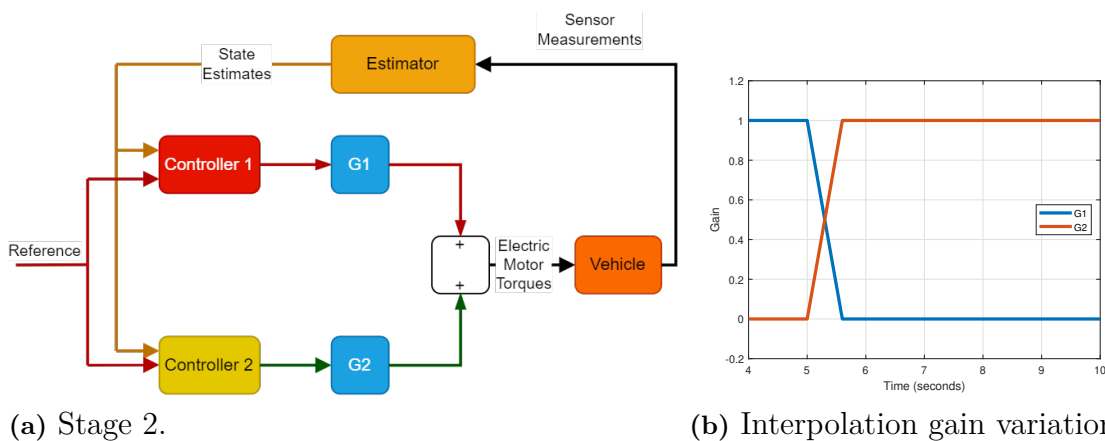 Sensor
Measurements
State
Estimates
Estimator
Controller 1
G1
Reference
+
+
Electric
Motor
Torques
Vehicle
Controller 2
G2
(a) Stage 2.
1.2
1
0.8
0.6
0.4
0.2
0
-0.2
Gain
G1
G2
4 5 6 7 8 9 10
Time (seconds)
(b) Interpolation gain variation